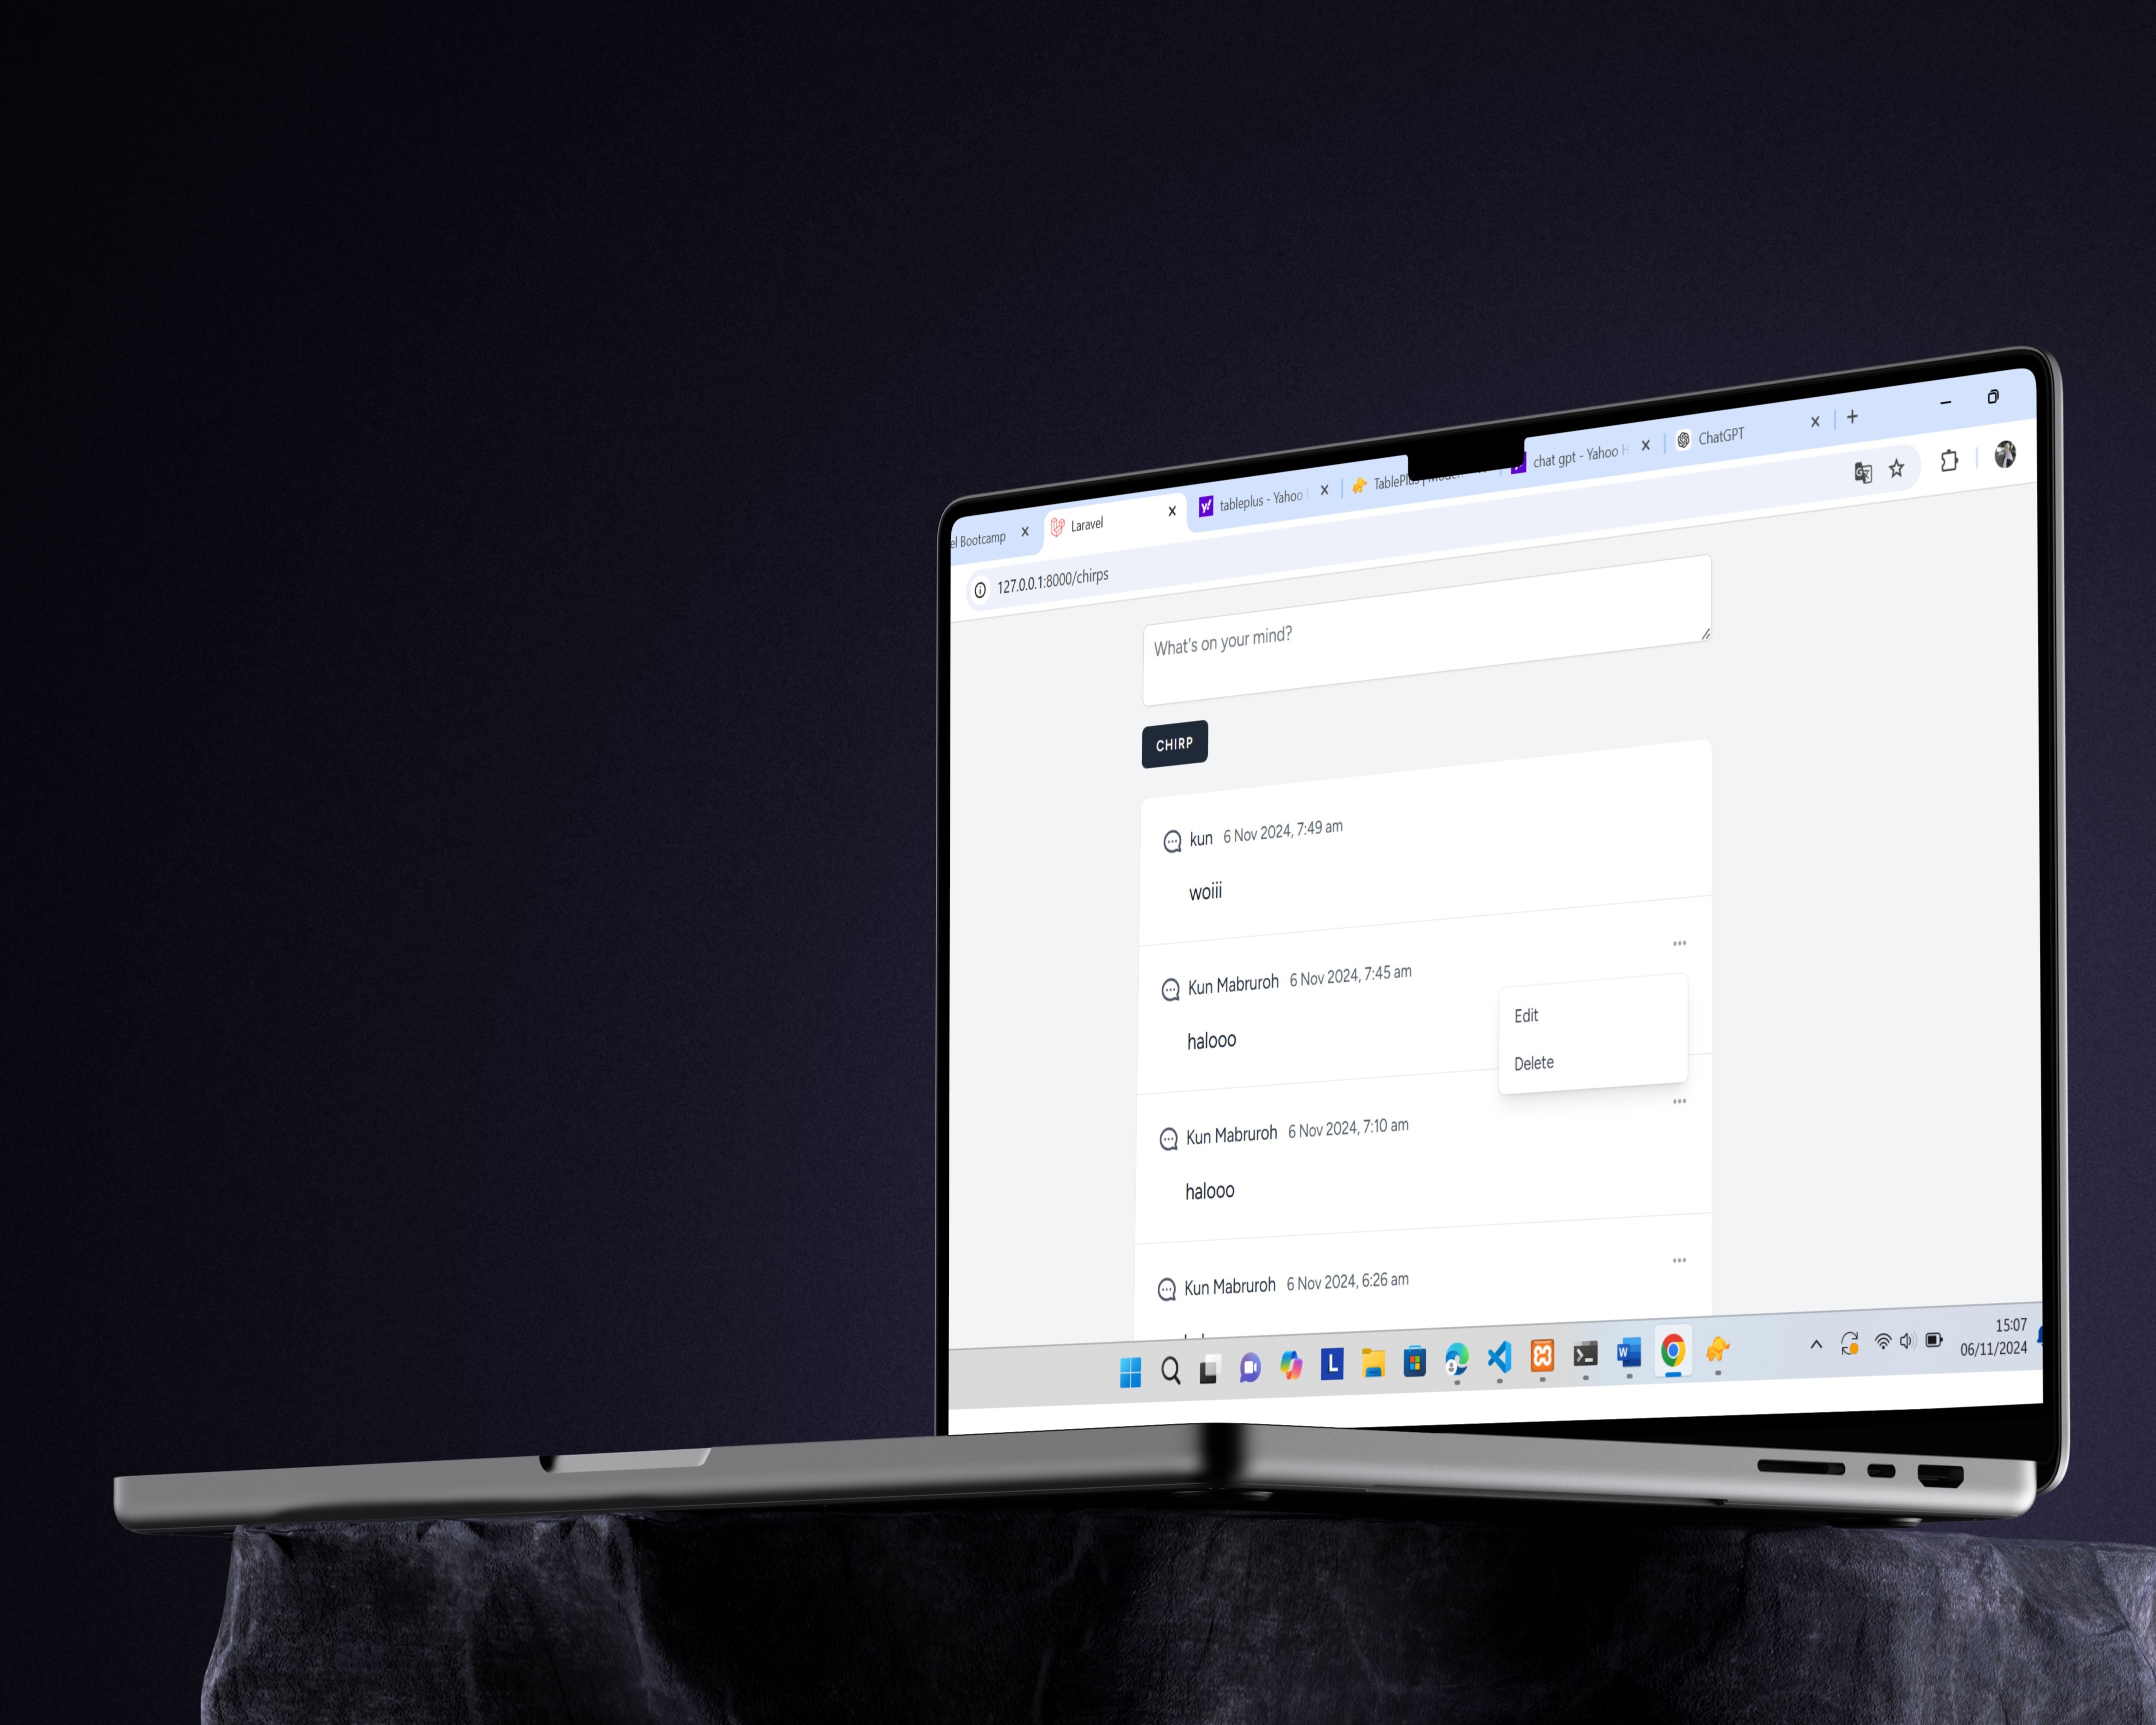 el Bootcamp
Laravel
tableplus - Yahoo
TablePlus
chat gpt - Yahoo H
ChatGPT
127.0.0.1:8000/chirps
What's on your mind?
CHIRP
kun 6 Nov 2024, 7:49 am
woiii
Kun Mabruroh 6 Nov 2024, 7:45 am
halooo
Edit
Delete
Kun Mabruroh 6 Nov 2024, 7:10 am
halooo
Kun Mabruroh 6 Nov 2024, 6:26 am
15:07
06/11/2024